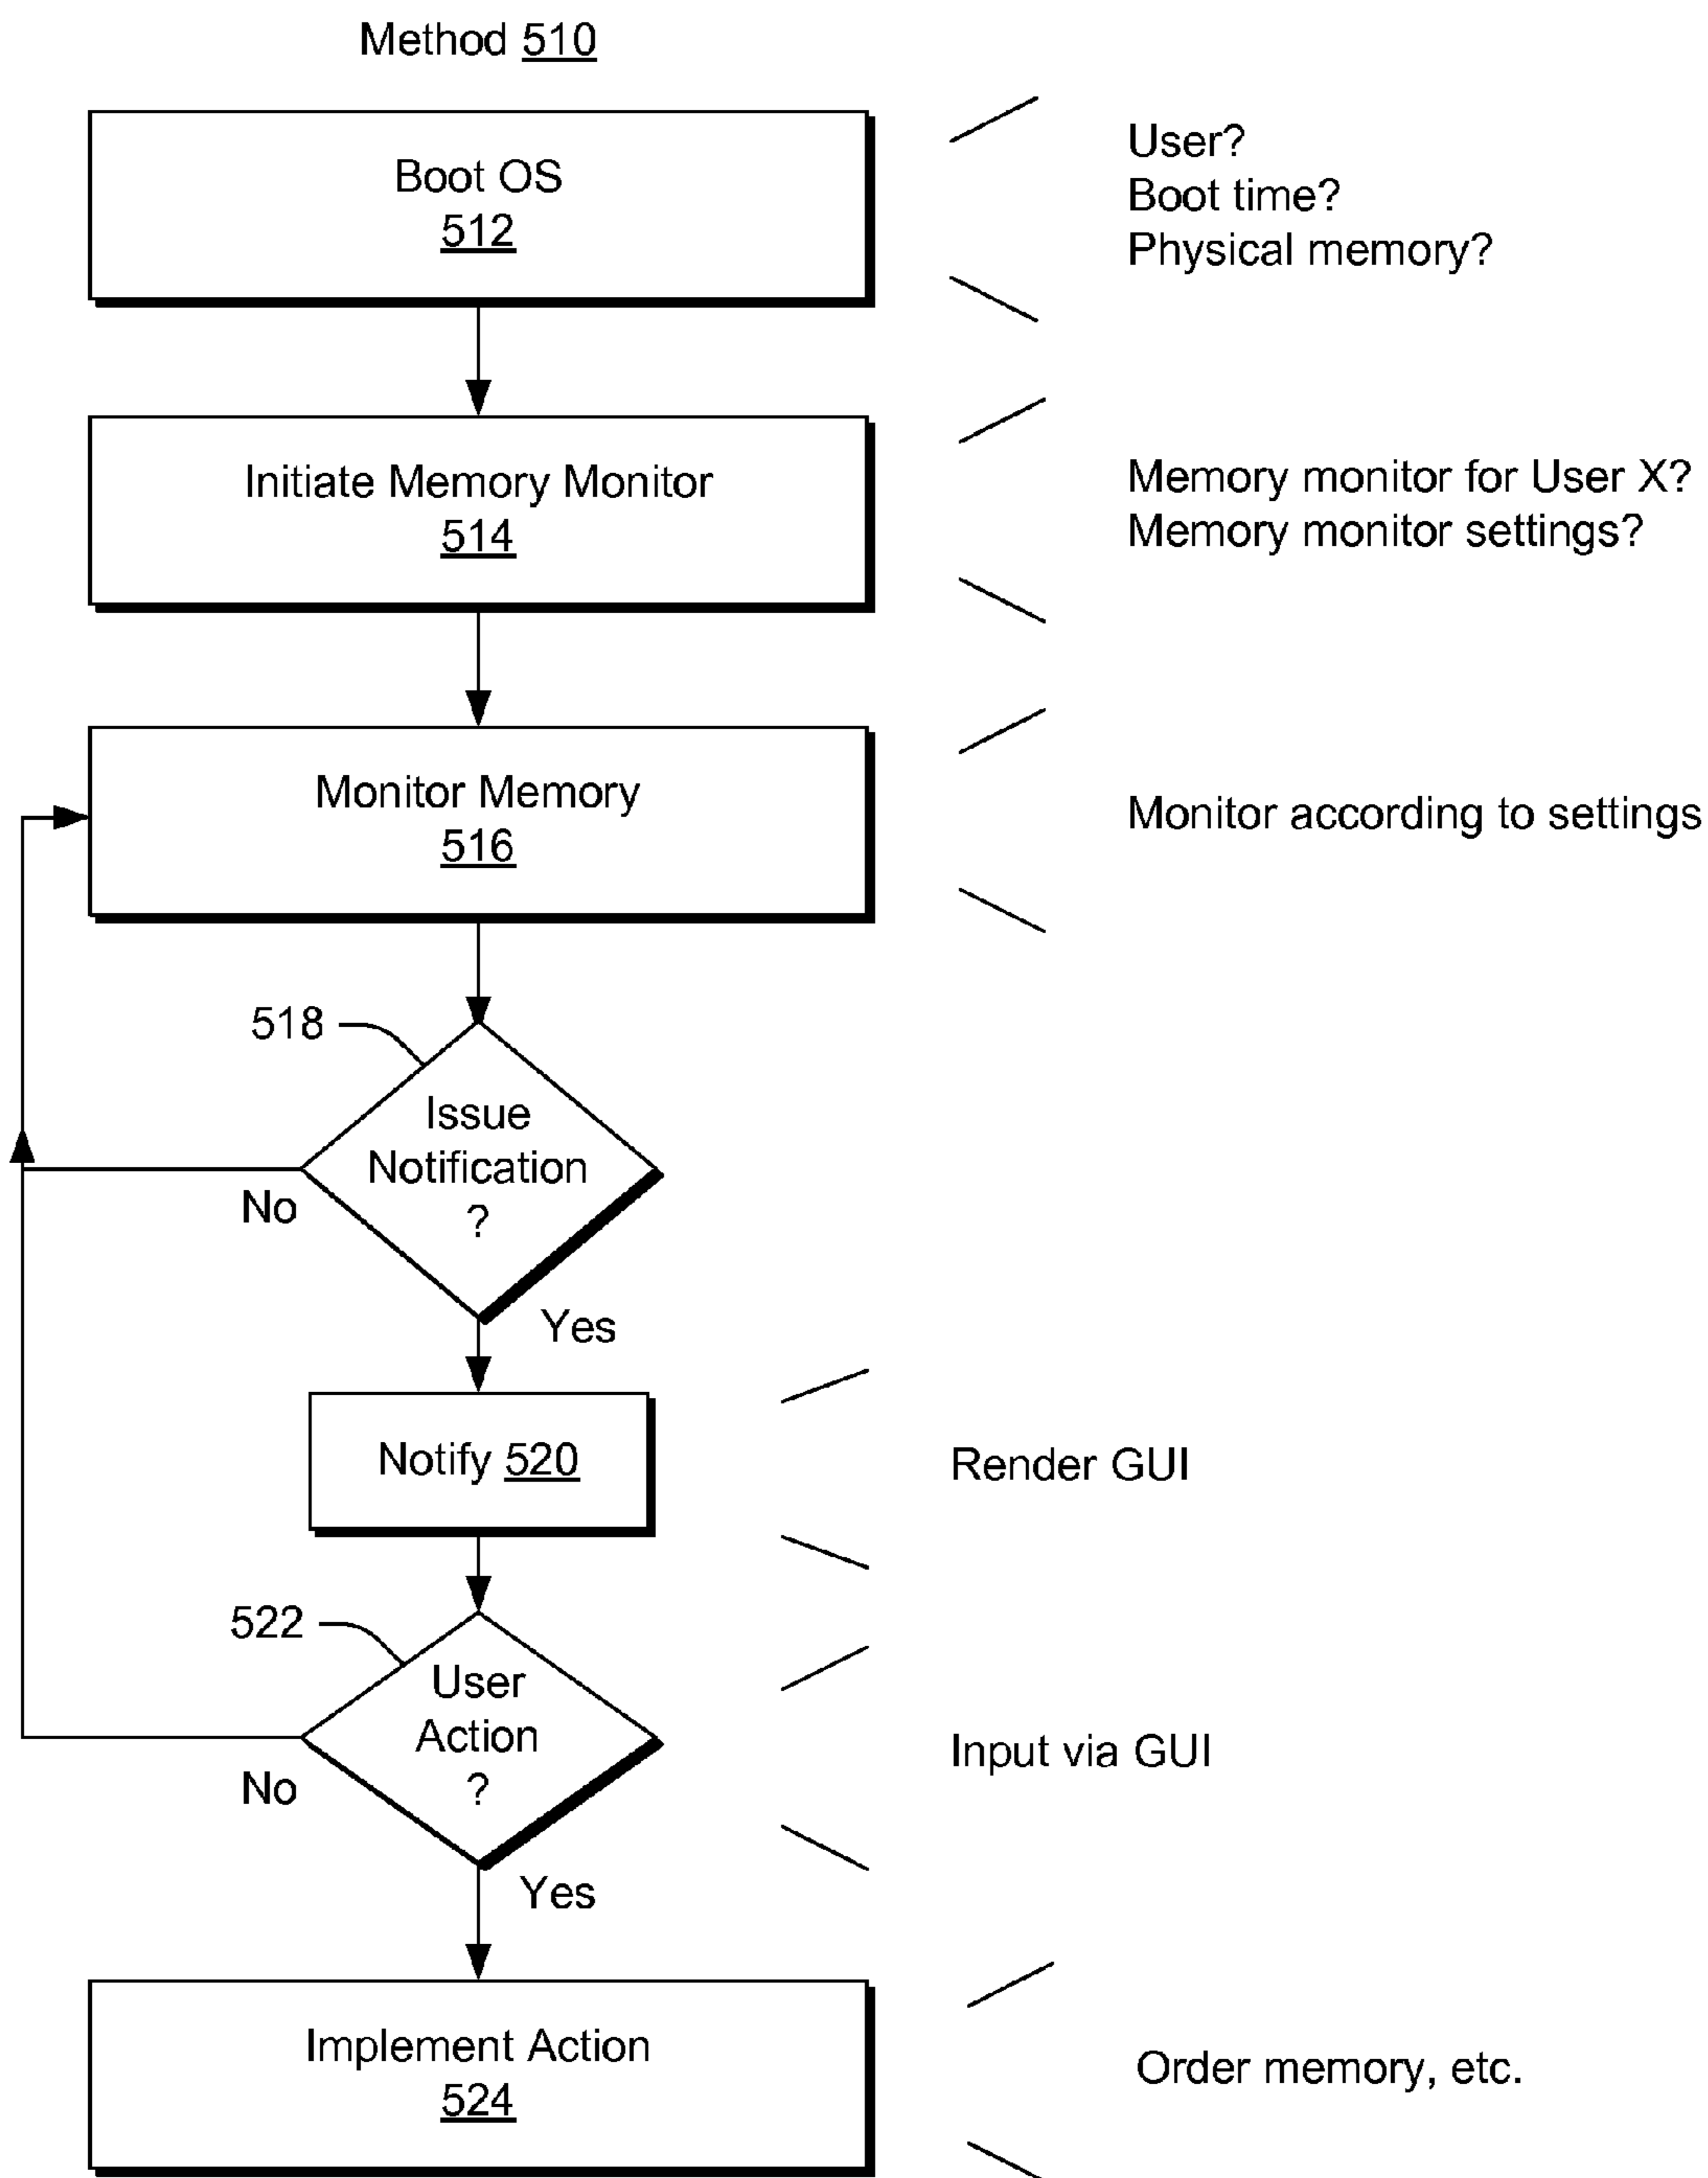 Method 510
Boot OS
512
User?
Boot time?
Physical memory?
Initiate Memory Monitor
514
Memory monitor for User X?
Memory monitor settings?
Monitor Memory
516
Monitor according to settings
518
Issue
Notification
?
No
Yes
Notify 520
Render GUI
522
User
Action
?
No
Yes
Input via GUI
Implement Action
524
Order memory, etc.